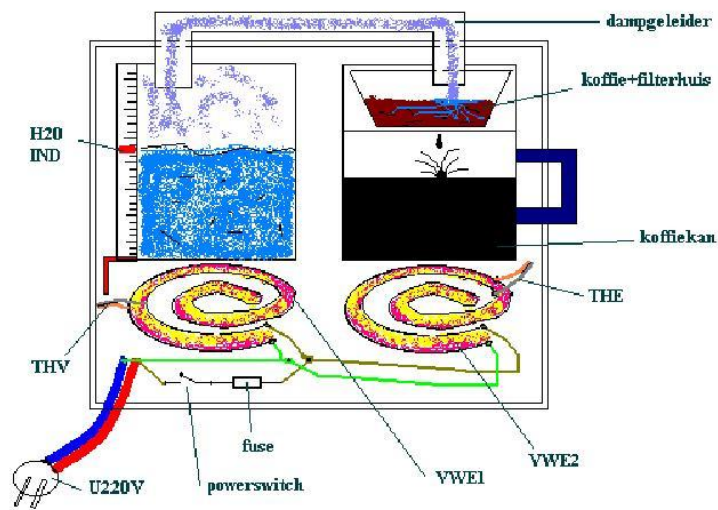 dampgeleider
koffie+filterhuis
H20
IND
koffiekan
THE
THV
fuse
VWE2
VWE1
powerswitch
U220V